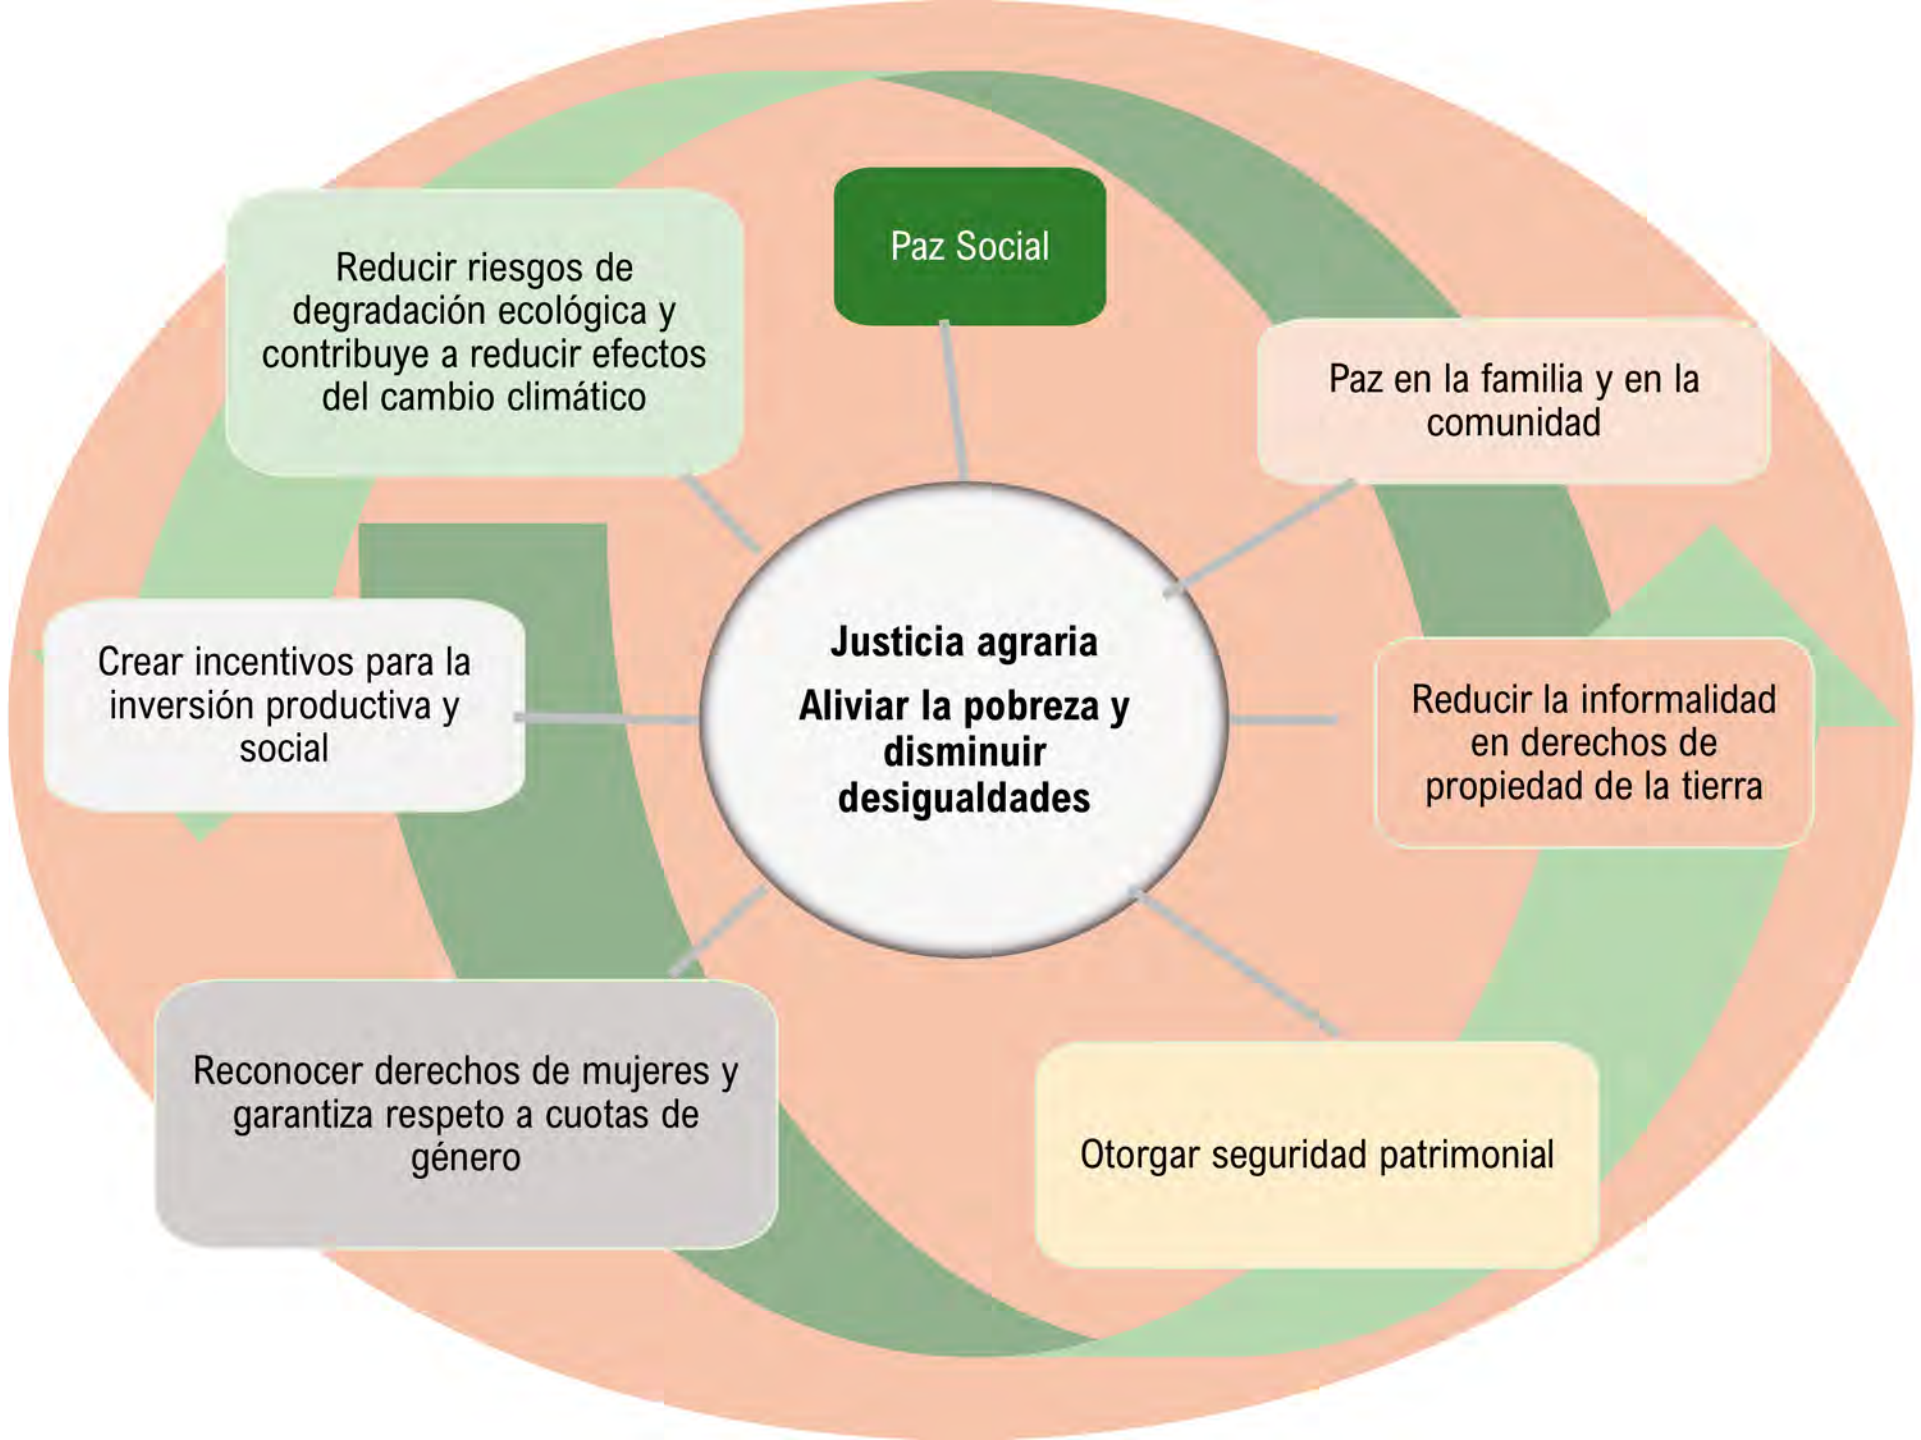 Paz Social
Reducir riesgos de
degradación ecológica y
contribuye a reducir efectos
del cambio climático
Paz en la familia y en la
comunidad
Crear incentivos para la
inversión productiva y
social
Justicia agraria
Aliviar la pobreza y
disminuir
desigualdades
Reducir la informalidad
en derechos de
propiedad de la tierra
Reconocer derechos de mujeres y
garantiza respeto a cuotas de
género
Otorgar seguridad patrimonial